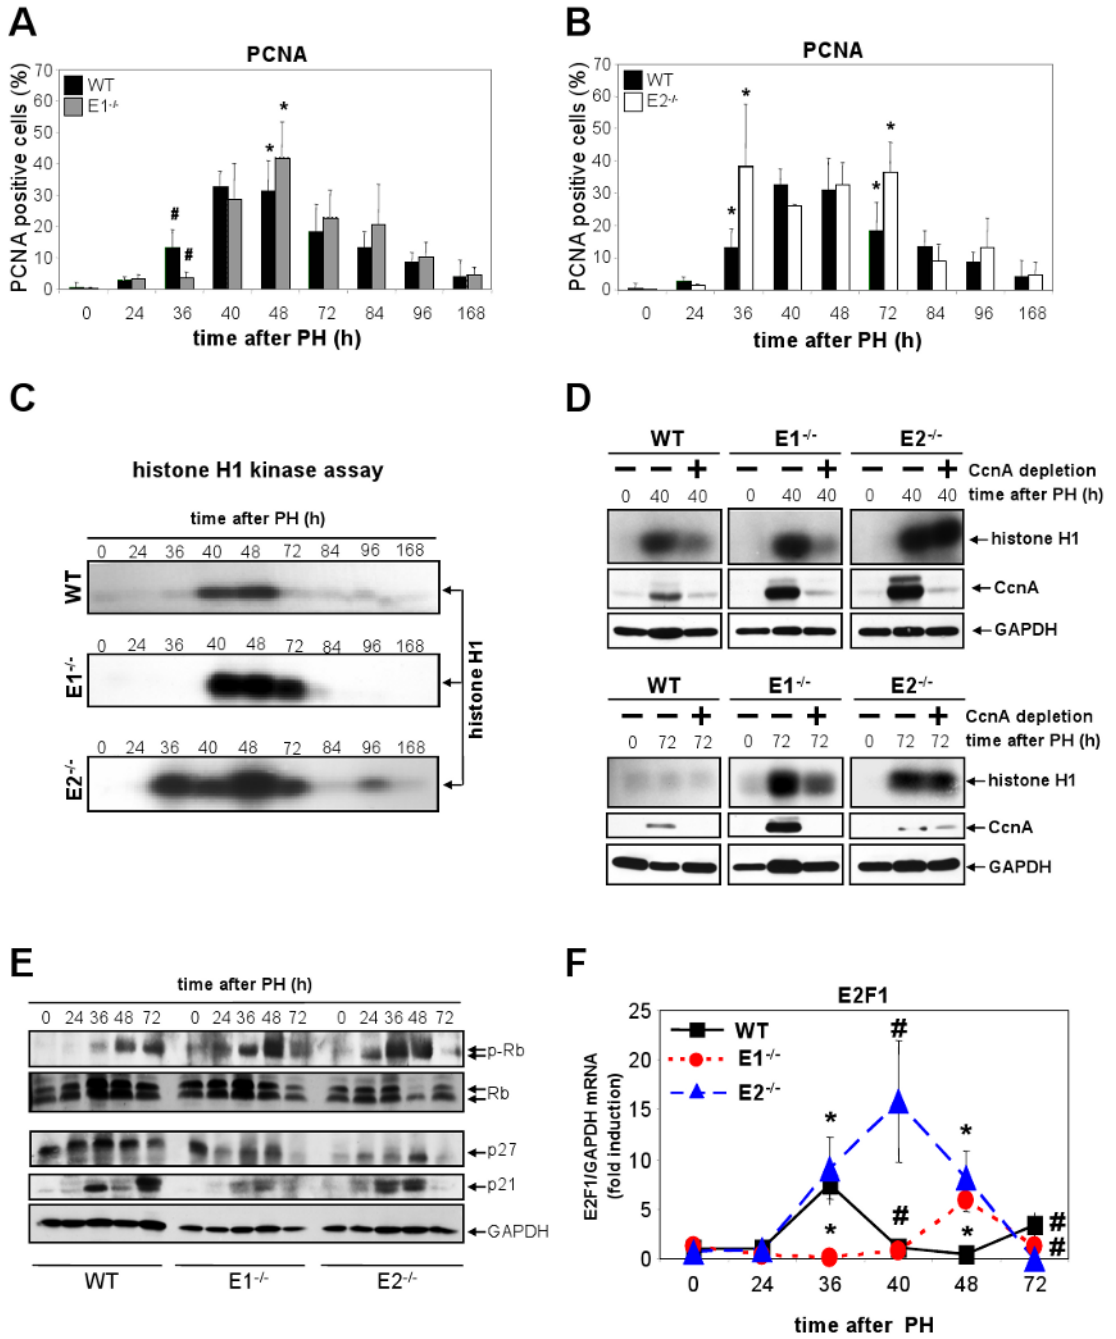 A
PCNA
PCNA positive cells (%)
70
60
50
40
30
20
10
0
WT
E1-/-
# # * *
0 24 36 40 48 72 84 96 168
time after PH (h)
B
PCNA
PCNA positive cells (%)
70
60
50
40
30
20
10
0
WT
E2-/-
* * * *
0 24 36 40 48 72 84 96 168
time after PH (h)
C
histone H1 kinase assay
time after PH (h)
0 24 36 40 48 72 84 96 168
WT
0 24 36 40 48 72 84 96 168
E1-/-
0 24 36 40 48 72 84 96 168
E2-/-
histone H1
D
WT E1-/- E2-/-
− − + − − + − − + CcnA depletion
0 40 40 0 40 40 0 40 40 time after PH (h)
histone H1
CcnA
GAPDH
WT E1-/- E2-/-
− − + − − + − − + CcnA depletion
0 72 72 0 72 72 0 72 72 time after PH (h)
histone H1
CcnA
GAPDH
E
time after PH (h)
0 24 36 48 72 0 24 36 48 72 0 24 36 48 72
p-Rb
Rb
p27
p21
GAPDH
WT E1-/- E2-/-
F
E2F1
E2F1/GAPDH mRNA
(fold induction)
25
20
15
10
5
0
WT
E1-/-
E2-/-
* * # # * * # #
0 24 36 40 48 72
time after PH